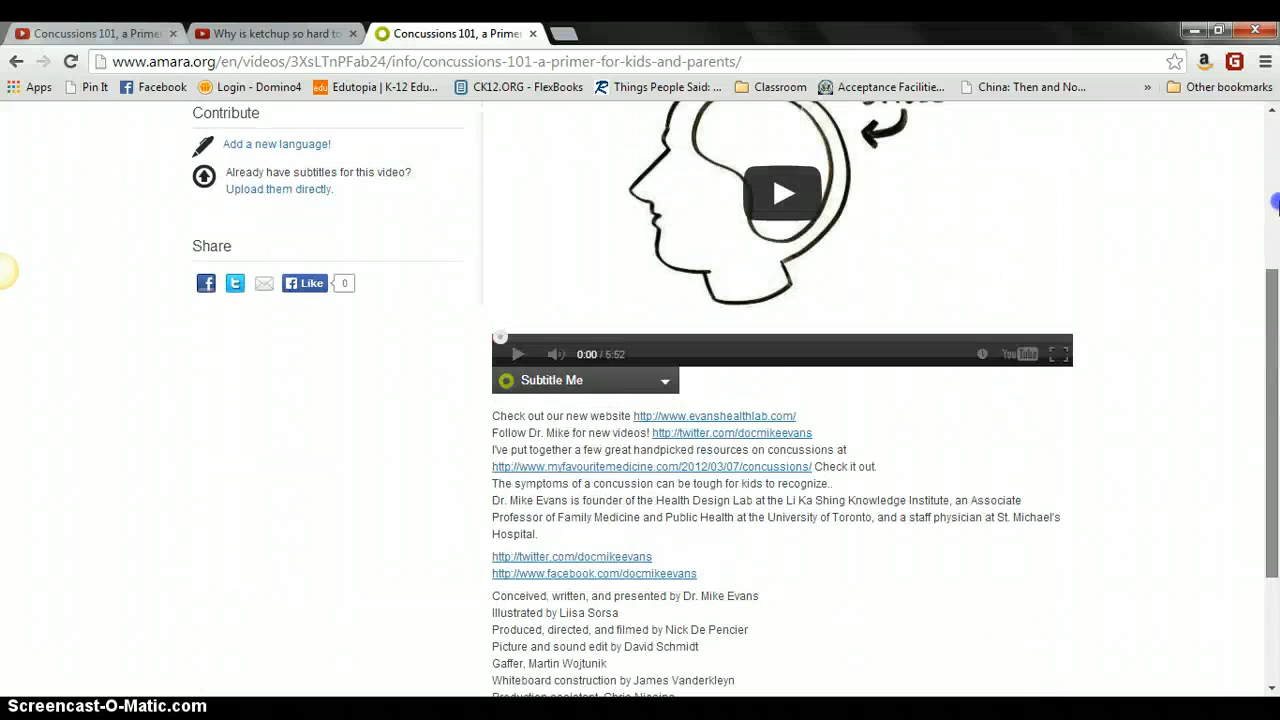 Concussions 101, a Prime
Why is ketchup so hard to
Concussions 101, a Prime
www.amara.org/en/videos/3XsLTnPFab24/info/concussions-101-a-primer-for-kids-and-parents/
Apps Pin It Facebook Login - Domino4 Edutopia | K-12 Edu... CK12.ORG - FlexBooks Things People Said: ... Classroom Acceptance Facilitie... China: Then and No... » Other bookmarks
Contribute
Add a new language!
Already have subtitles for this video?
Upload them directly.
Share
Like 0
0:00 / 5:52 YouTube
Subtitle Me
Check out our new website http://www.evanshealthlab.com/
Follow Dr. Mike for new videos! http://twitter.com/docmikeevans
I've put together a few great handpicked resources on concussions at
http://www.myfavouritemedicine.com/2012/03/07/concussions/ Check it out.
The symptoms of a concussion can be tough for kids to recognize..
Dr. Mike Evans is founder of the Health Design Lab at the Li Ka Shing Knowledge Institute, an Associate
Professor of Family Medicine and Public Health at the University of Toronto, and a staff physician at St. Michael's
Hospital.
http://twitter.com/docmikeevans
http://www.facebook.com/docmikeevans
Conceived, written, and presented by Dr. Mike Evans
Illustrated by Liisa Sorsa
Produced, directed, and filmed by Nick De Pencier
Picture and sound edit by David Schmidt
Gaffer, Martin Wojtunik
Whiteboard construction by James Vanderkleyn
Production assistant, Chris
Screencast-O-Matic.com